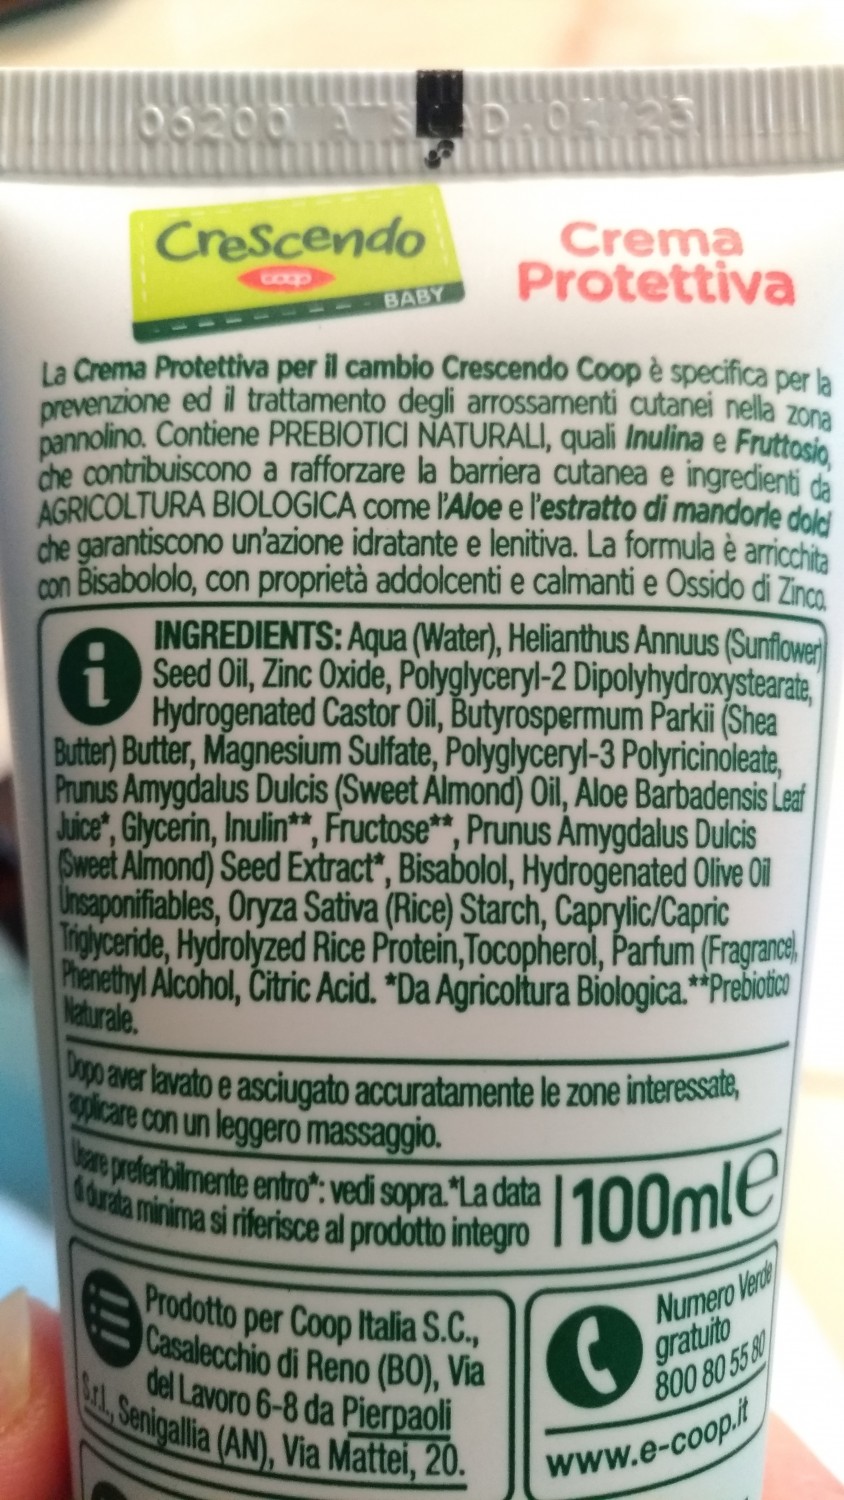 06200 A SCAD. 04 23
Crescendo
coop
BABY
Crema
Protettiva
La Crema Protettiva per il cambio Crescendo Coop è specifica per la
prevenzione ed il trattamento degli arrossamenti cutanei nella zona
pannolino. Contiene PREBIOTICI NATURALI, quali Inulina e Fruttosio,
che contribuiscono a rafforzare la barriera cutanea e ingredienti da
AGRICOLTURA BIOLOGICA come l'Aloe e l'estratto di mandorle dolci
che garantiscono un'azione idratante e lenitiva. La formula è arricchita
con Bisabololo, con proprietà addolcenti e calmanti e Ossido di Zinco.
INGREDIENTS: Aqua (Water), Helianthus Annuus (Sunflower)
Seed Oil, Zinc Oxide, Polyglyceryl-2 Dipolyhydroxystearate,
Hydrogenated Castor Oil, Butyrospermum Parkii (Shea
Butter) Butter, Magnesium Sulfate, Polyglyceryl-3 Polyricinoleate,
Prunus Amygdalus Dulcis (Sweet Almond) Oil, Aloe Barbadensis Leaf
Juice*, Glycerin, Inulin**, Fructose**, Prunus Amygdalus Dulcis
(Sweet Almond) Seed Extract*, Bisabolol, Hydrogenated Olive Oil
Unsaponifiables, Oryza Sativa (Rice) Starch, Caprylic/Capric
Triglyceride, Hydrolyzed Rice Protein,Tocopherol, Parfum (Fragrance),
Phenethyl Alcohol, Citric Acid. *Da Agricoltura Biologica.**Prebiotico
Naturale.
Dopo aver lavato e asciugato accuratamente le zone interessate,
applicare con un leggero massaggio.
Usare preferibilmente entro*: vedi sopra.*La data
di durata minima si riferisce al prodotto integro
100ml e
Prodotto per Coop Italia S.C.,
Casalecchio di Reno (BO), Via
del Lavoro 6-8 da Pierpaoli
S.r.l., Senigallia (AN), Via Mattei, 20.
Numero Verde
gratuito
800 80 55 80
www.e-coop.it